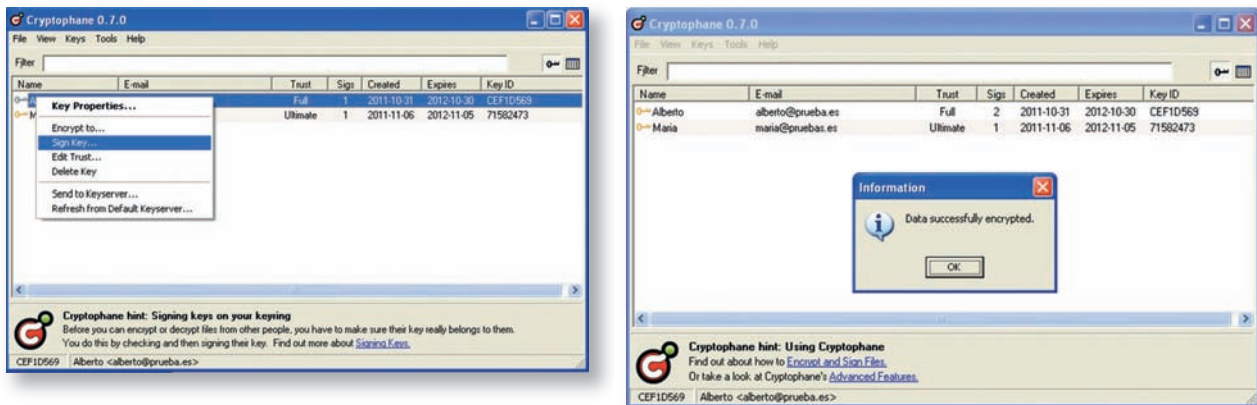 Cryptophane 0.7.0
File View Keys Tools Help
Filter
Name E-mail Trust Sigs Created Expires Key ID
A Full 1 2011-10-31 2012-10-30 CEF1D569
M Ultimate 1 2011-11-06 2012-11-05 71582473
Key Properties...
Encrypt to...
Sign Key...
Edit Trust...
Delete Key
Send to Keyserver...
Refresh from Default Keyserver...
Cryptophane hint: Signing keys on your keyring
Before you can encrypt or decrypt files from other people, you have to make sure their key really belongs to them.
You do this by checking and then signing their key. Find out more about Signing Keys.
CEF1D569 Alberto <alberto@prueba.es>
Cryptophane 0.7.0
File View Keys Tools Help
Filter
Name E-mail Trust Sigs Created Expires Key ID
Alberto alberto@prueba.es Full 2 2011-10-31 2012-10-30 CEF1D569
Maria maria@pruebas.es Ultimate 1 2011-11-06 2012-11-05 71582473
Information
Data successfully encrypted.
OK
Cryptophane hint: Using Cryptophane
Find out about how to Encrypt and Sign Files.
Or take a look at Cryptophane's Advanced Features.
CEF1D569 Alberto <alberto@prueba.es>